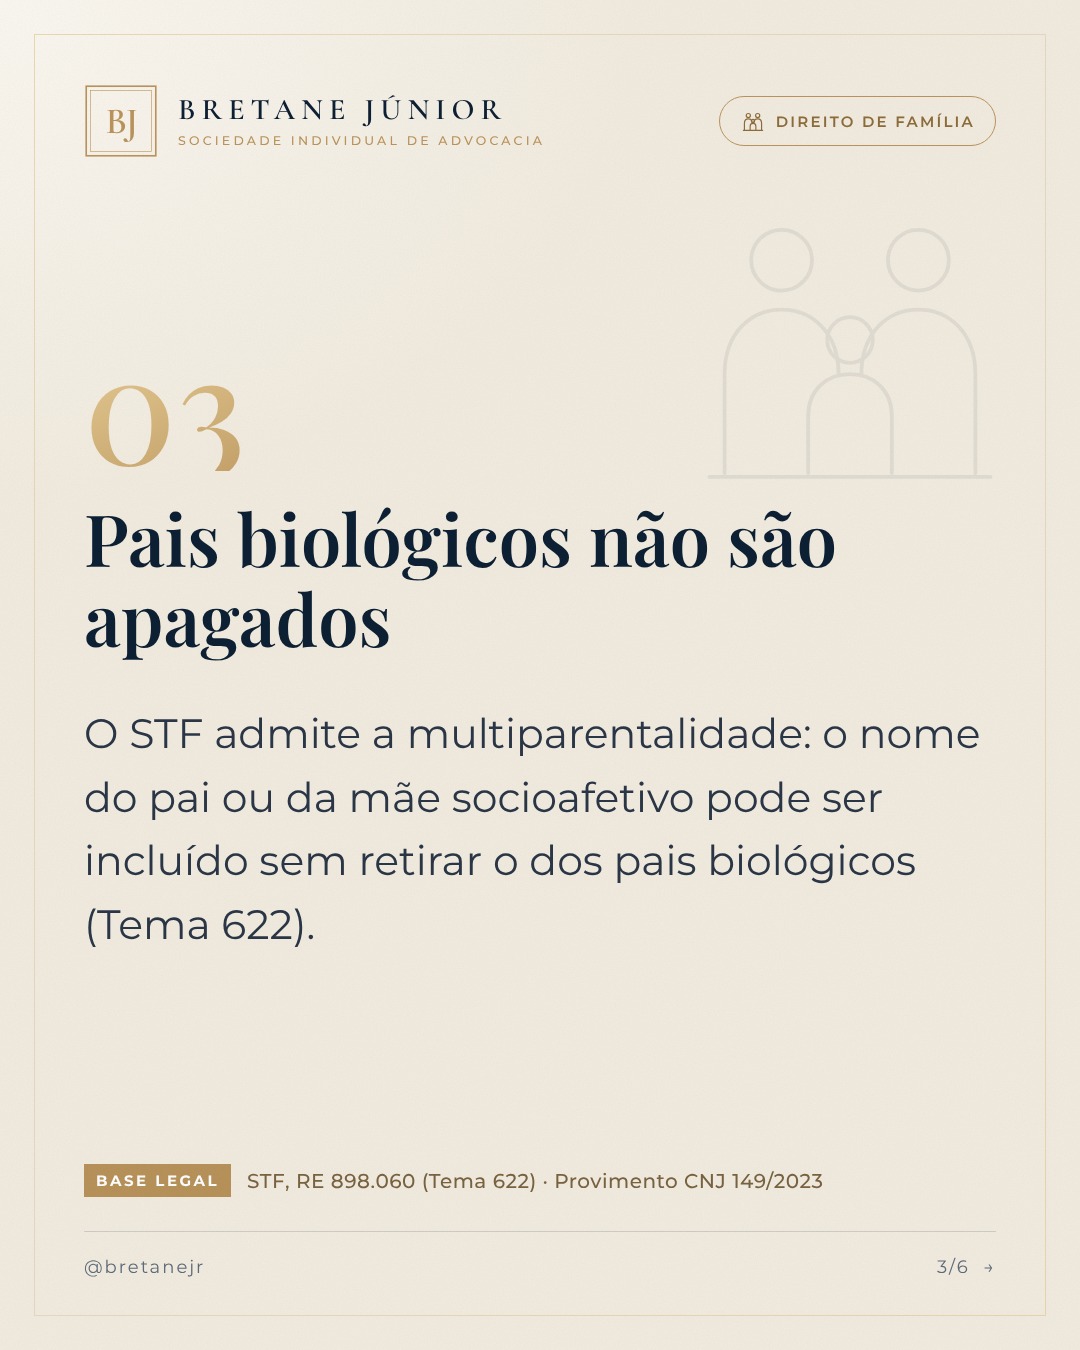 BJ
BRETANE JÚNIOR
SOCIEDADE INDIVIDUAL DE ADVOCACIA
DIREITO DE FAMÍLIA
03
Pais biológicos não são
apagados
O STF admite a multiparentalidade: o nome
do pai ou da mãe socioafetivo pode ser
incluído sem retirar o dos pais biológicos
(Tema 622).
BASE LEGAL STF, RE 898.060 (Tema 622) · Provimento CNJ 149/2023
@bretanejr
3/6 →